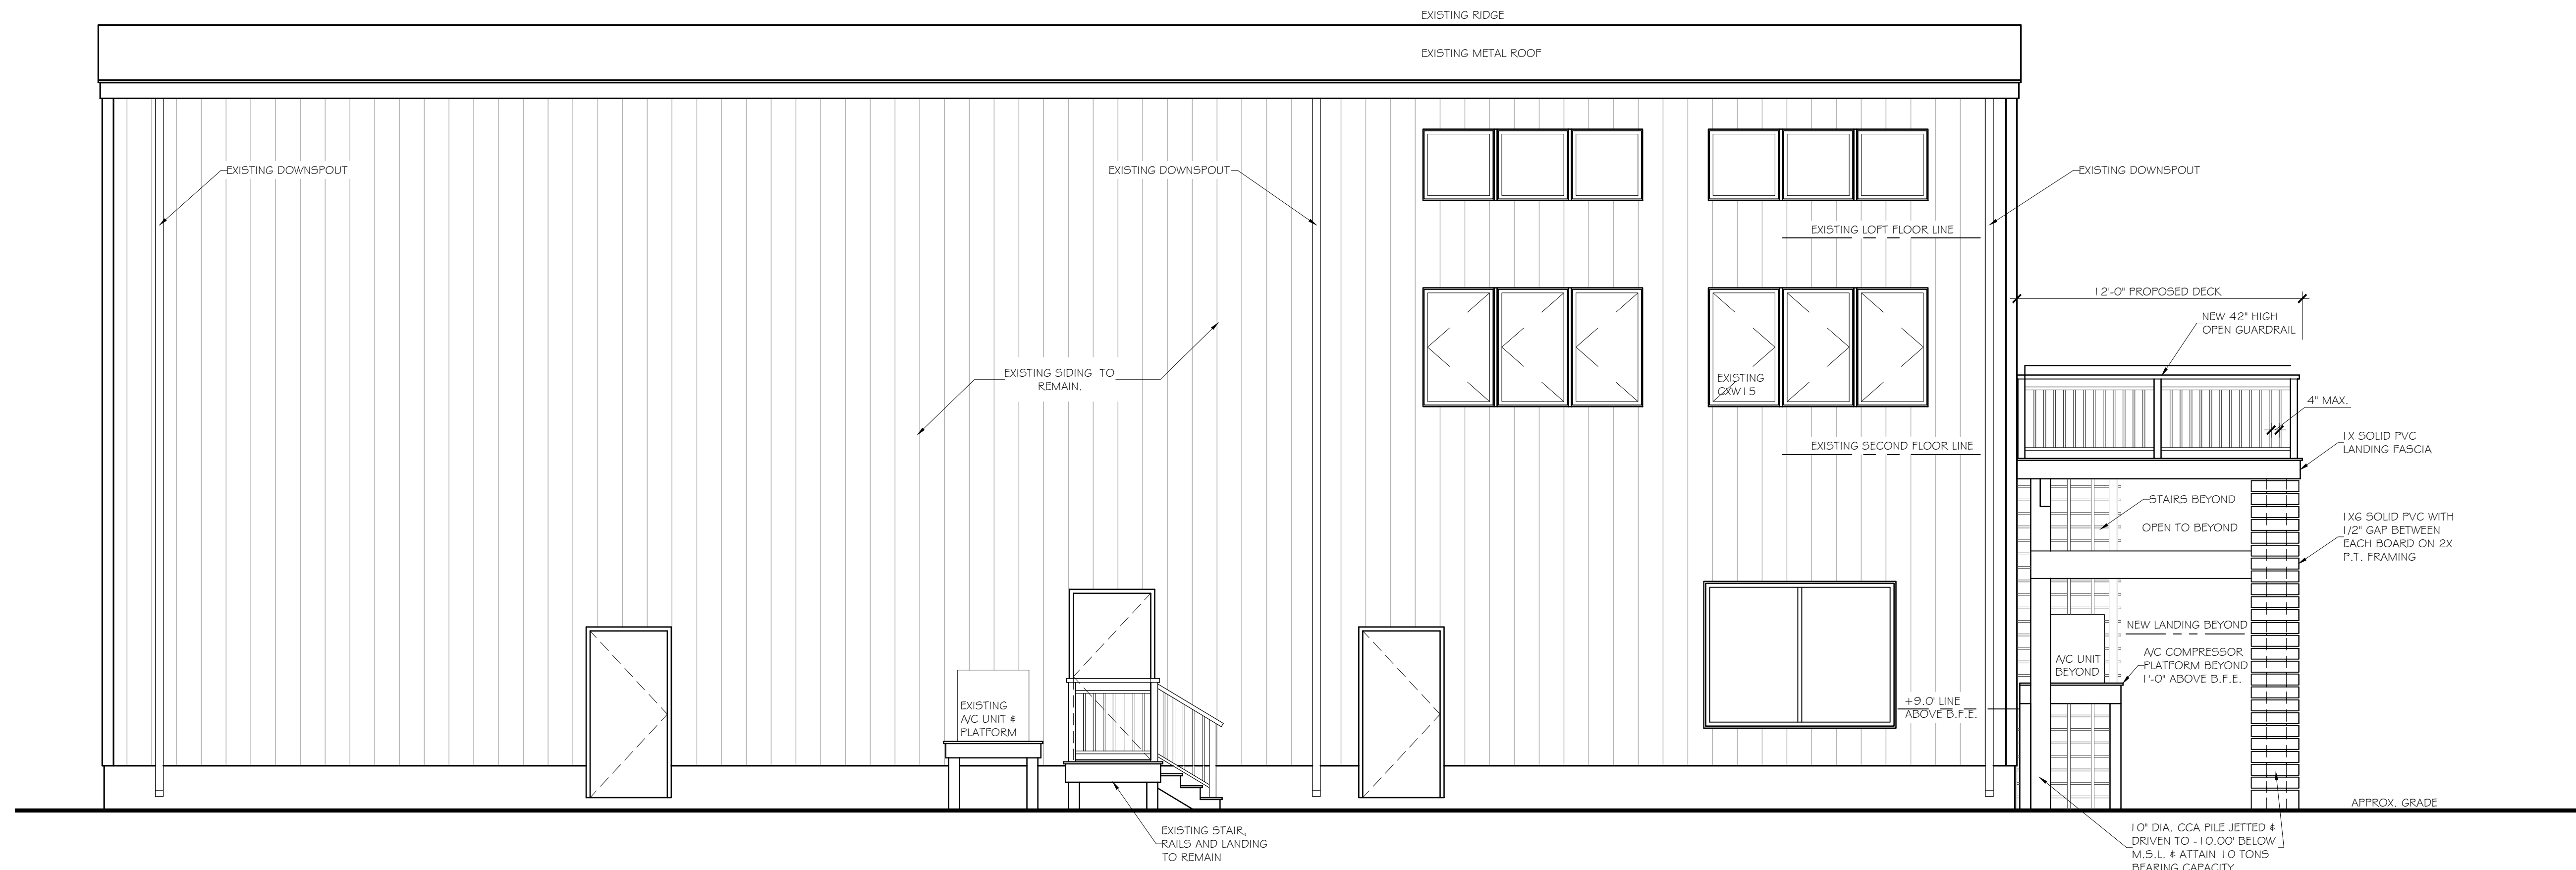 EXISTING RIDGE
EXISTING METAL ROOF
EXISTING DOWNSPOUT
EXISTING DOWNSPOUT
EXISTING DOWNSPOUT
EXISTING LOFT FLOOR LINE
12'-0" PROPOSED DECK
NEW 42" HIGH
OPEN GUARDRAIL
EXISTING SIDING TO
REMAIN.
EXISTING
CXW15
4" MAX.
EXISTING SECOND FLOOR LINE
1X SOLID PVC
LANDING FASCIA
STAIRS BEYOND
OPEN TO BEYOND
1X6 SOLID PVC WITH
1/2" GAP BETWEEN
EACH BOARD ON 2X
P.T. FRAMING
NEW LANDING BEYOND
A/C UNIT
BEYOND
A/C COMPRESSOR
PLATFORM BEYOND
1'-0" ABOVE B.F.E.
EXISTING
A/C UNIT &
PLATFORM
+9.0' LINE
ABOVE B.F.E.
APPROX. GRADE
EXISTING STAIR,
RAILS AND LANDING
TO REMAIN
10" DIA. CCA PILE JETTED &
DRIVEN TO -10.00' BELOW
M.S.L. & ATTAIN 10 TONS
BEARING CAPACITY